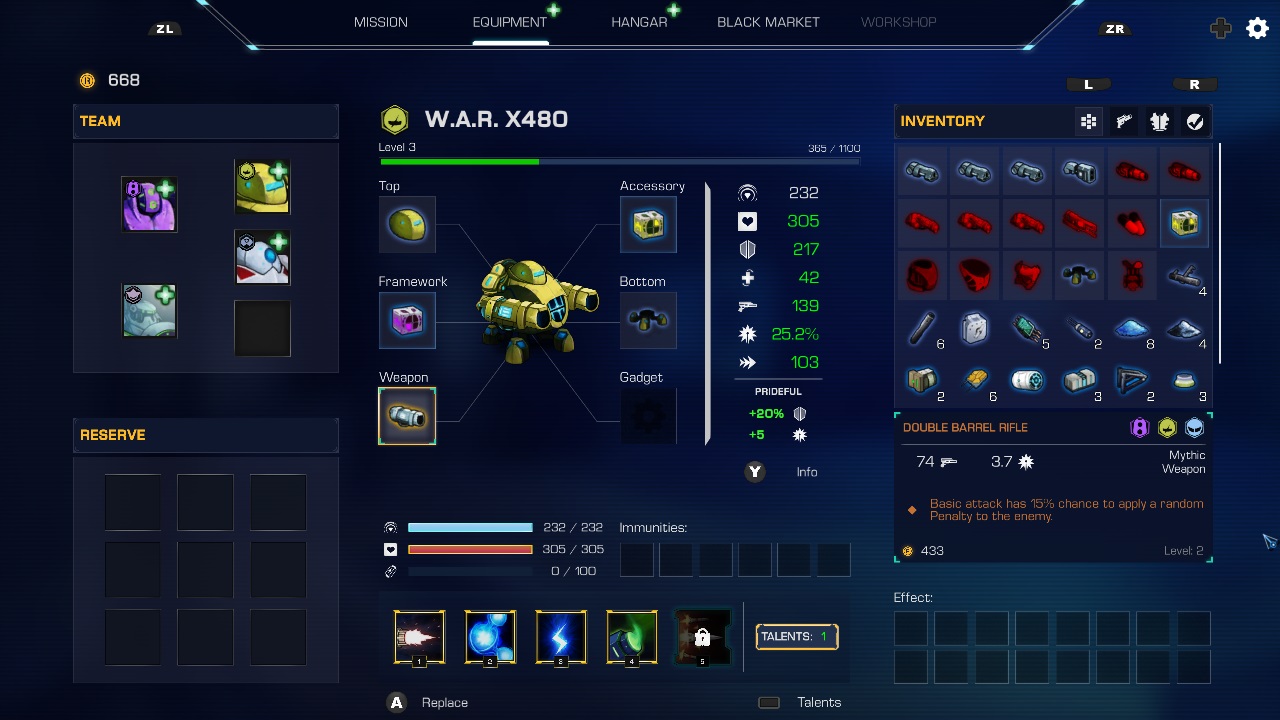 ZL
MISSION
EQUIPMENT
HANGAR
BLACK MARKET
WORKSHOP
ZR
668
L
R
TEAM
W.A.R. X480
Level 3
365 / 1100
INVENTORY
Top
Accessory
Framework
Bottom
Weapon
Gadget
232
305
217
42
139
25.2%
103
PRIDEFUL
+20%
+5
Y Info
4
6
5
2
8
4
2
6
3
2
3
DOUBLE BARREL RIFLE
74
3.7
Mythic
Weapon
Basic attack has 15% chance to apply a random
Penalty to the enemy.
433
Level: 2
RESERVE
232 / 232
305 / 305
0 / 100
Immunities:
Effect:
1
2
3
4
5
TALENTS: 1
A Replace
Talents